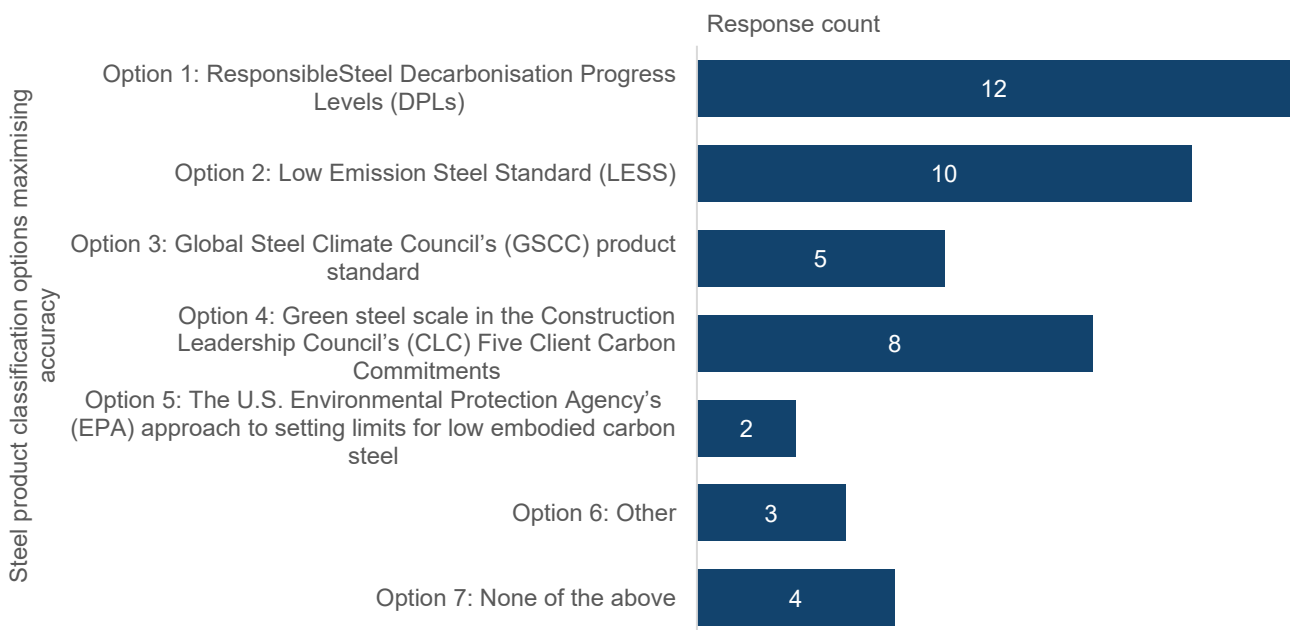 Response count
Steel product classification options maximising
accuracy
Option 1: ResponsibleSteel Decarbonisation Progress
Levels (DPLs)
12
Option 2: Low Emission Steel Standard (LESS)
10
Option 3: Global Steel Climate Council’s (GSCC) product
standard
5
Option 4: Green steel scale in the Construction
Leadership Council’s (CLC) Five Client Carbon
Commitments
8
Option 5: The U.S. Environmental Protection Agency’s
(EPA) approach to setting limits for low embodied carbon
steel
2
Option 6: Other
3
Option 7: None of the above
4